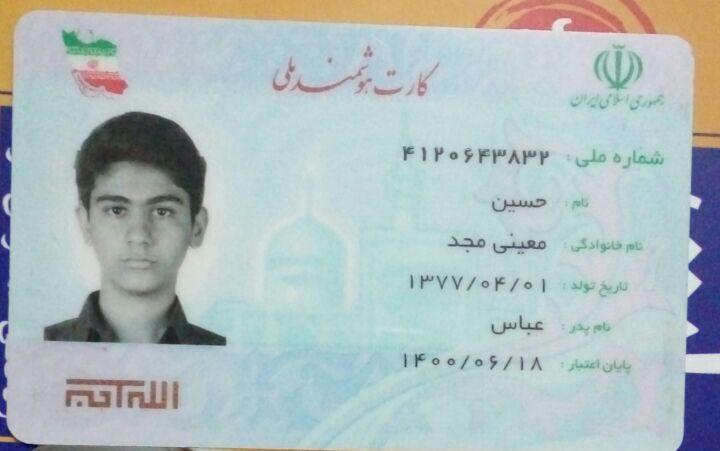 کارت هوشمند ملی
جمهوری اسلامی ایران
شماره ملی: ۴۱۲۰۶۴۳۸۳۲
نام: حسین
نام خانوادگی: معینی مجد
تاریخ تولد: ۱۳۷۷/۰۴/۰۱
نام پدر: عباس
پایان اعتبار: ۱۴۰۰/۰۶/۱۸
الله اکبر